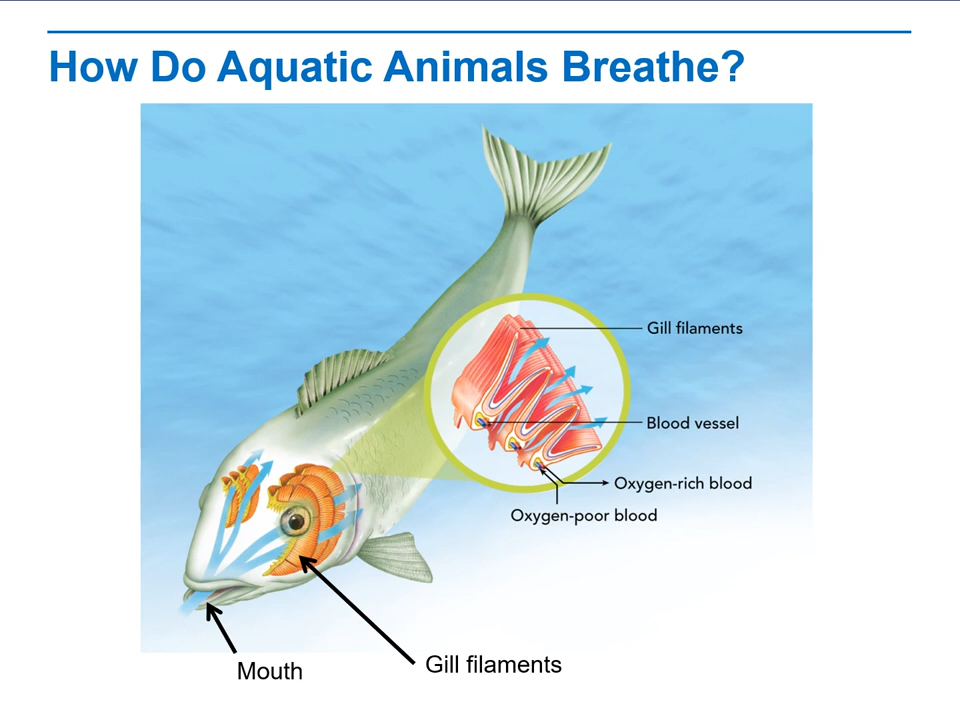 How Do Aquatic Animals Breathe?
Gill filaments
Blood vessel
Oxygen-rich blood
Oxygen-poor blood
Mouth
Gill filaments